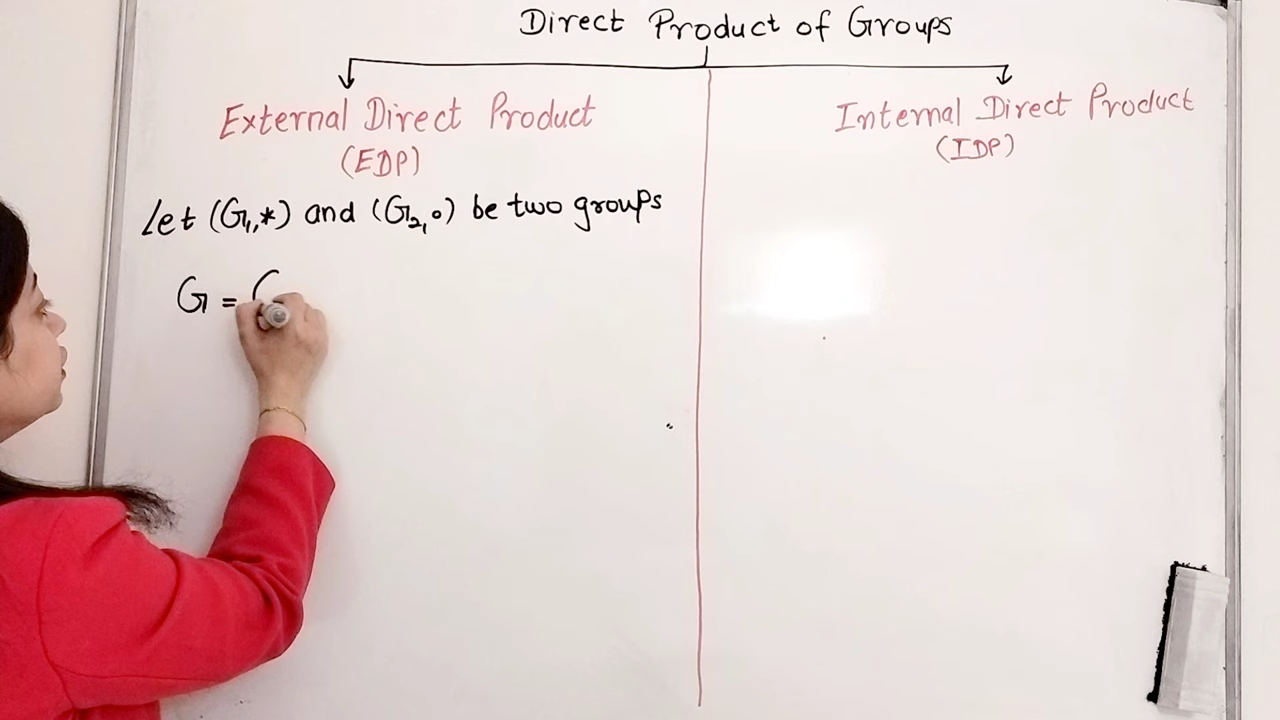 Direct Product of Groups
External Direct Product
(EDP)
Let (G1,*) and (G2,∘) be two groups
G =
Internal Direct Product
(IDP)